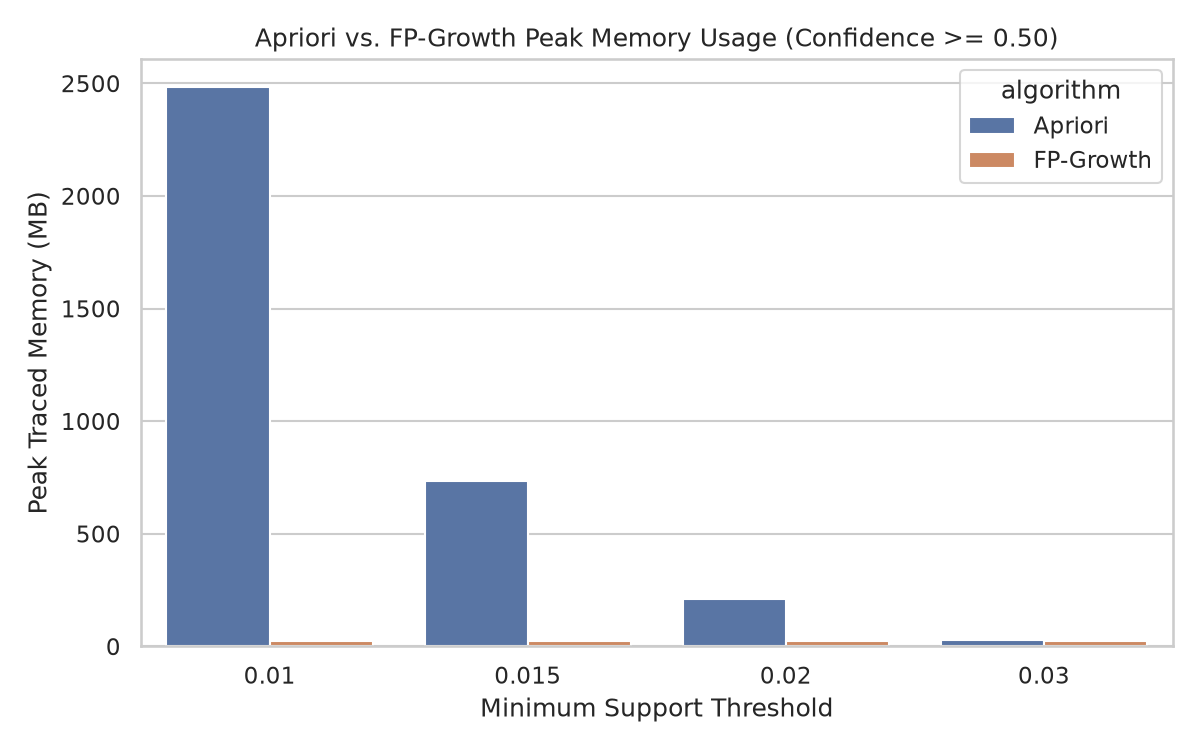 Apriori vs. FP-Growth Peak Memory Usage (Confidence >= 0.50)
algorithm
Apriori
FP-Growth
Peak Traced Memory (MB)
2500
2000
1500
1000
500
0
0.01 0.015 0.02 0.03
Minimum Support Threshold